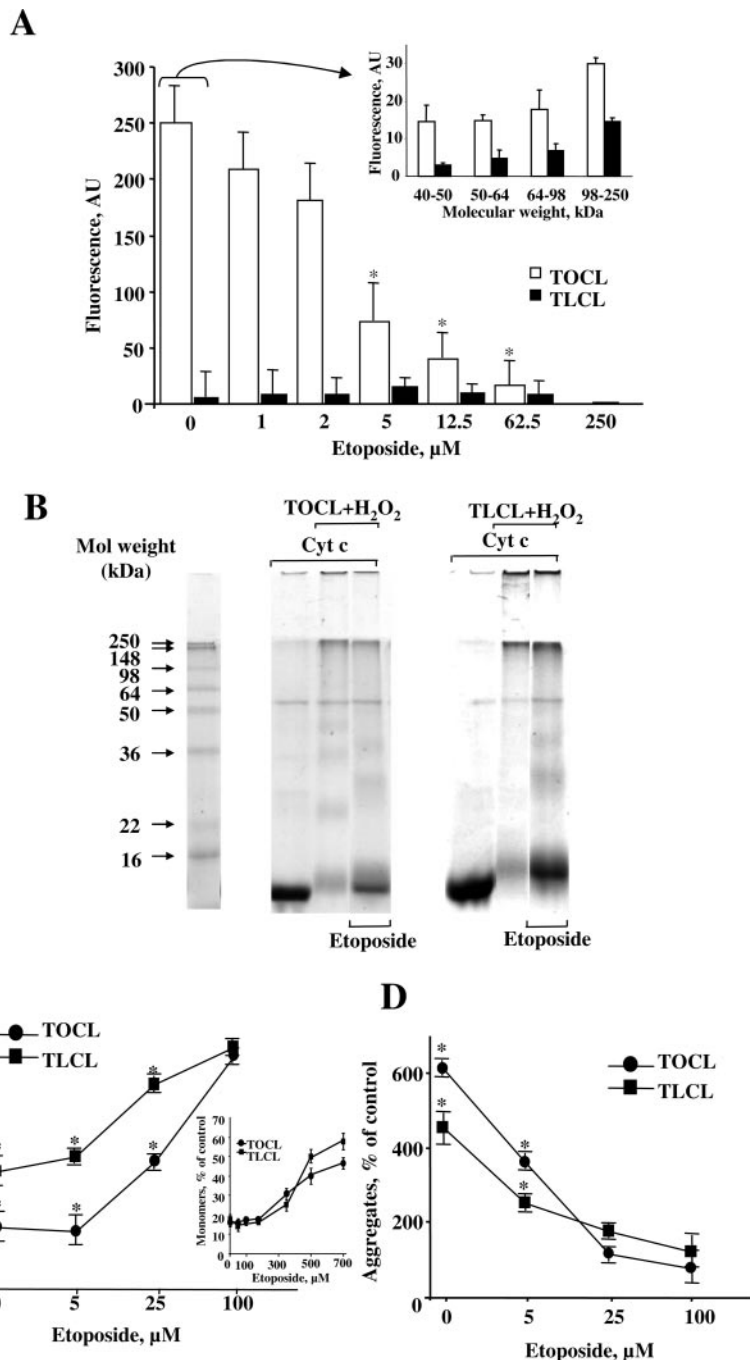 A
300
250
200
150
100
50
0
Fluorescence, AU
0 1 2 5 12.5 62.5 250
Etoposide, µM
* * *
30
20
10
0
Fluorescence, AU
40-50 50-64 64-98 98-250
Molecular weight, kDa
TOCL
TLCL
B
Mol weight
(kDa)
250
148
98
64
50
36
22
16
TOCL+H₂O₂
Cyt c
Etoposide
TLCL+H₂O₂
Cyt c
Etoposide
TOCL
TLCL
* * * * * *
5 25 100
Etoposide, µM
70
60
50
40
30
20
10
0
Monomers, % of control
TOCL
TLCL
0 100 300 500 700
Etoposide, µM
D
600
400
200
0
Aggregates, % of control
TOCL
TLCL
* * * *
0 5 25 100
Etoposide, µM